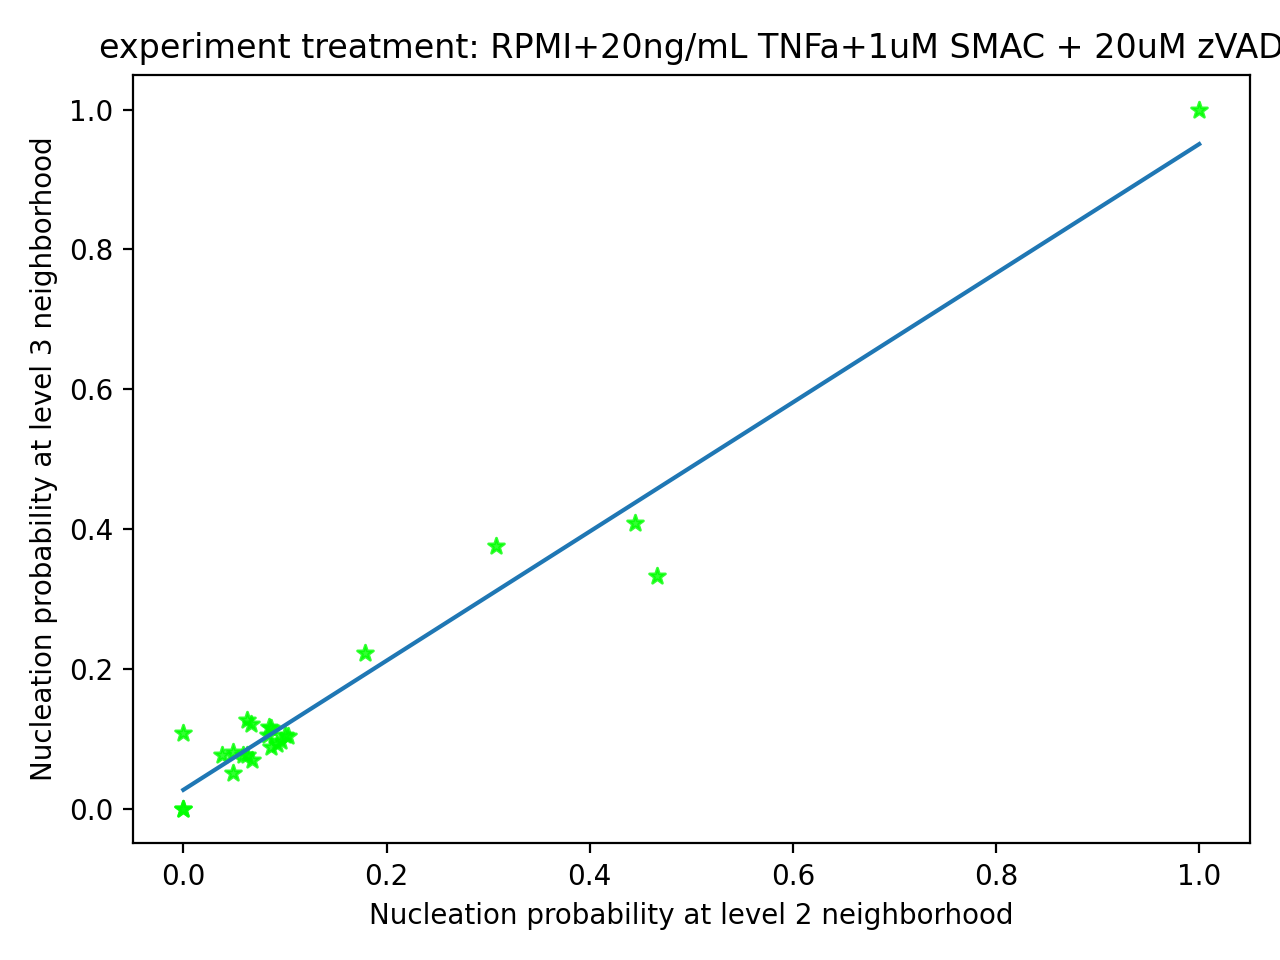 experiment treatment: RPMI+20ng/mL TNFa+1uM SMAC + 20uM zVAD
1.0
0.8
0.6
0.4
0.2
0.0
Nucleation probability at level 3 neighborhood
0.0 0.2 0.4 0.6 0.8 1.0
Nucleation probability at level 2 neighborhood